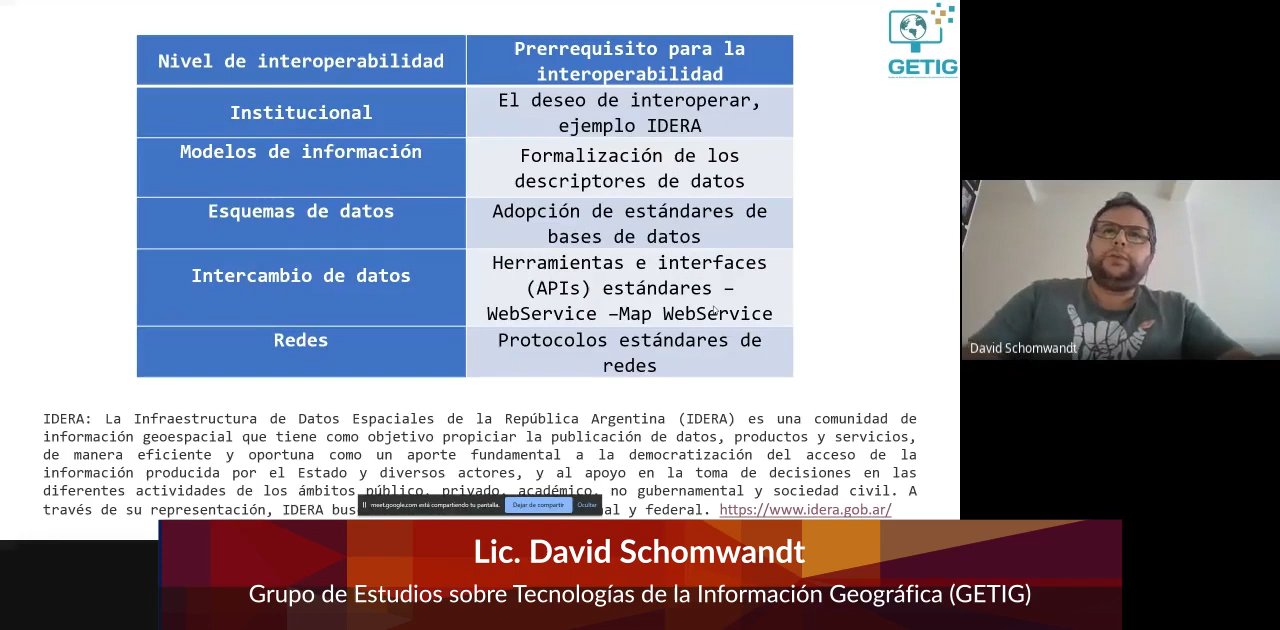 GETIG
Nivel de interoperabilidad
Prerrequisito para la
interoperabilidad
Institucional
El deseo de interoperar,
ejemplo IDERA
Modelos de información
Formalización de los
descriptores de datos
Esquemas de datos
Adopción de estándares de
bases de datos
Intercambio de datos
Herramientas e interfaces
(APIs) estándares –
WebService –Map WebService
Redes
Protocolos estándares de
redes
IDERA: La Infraestructura de Datos Espaciales de la República Argentina (IDERA) es una comunidad de
información geoespacial que tiene como objetivo propiciar la publicación de datos, productos y servicios,
de manera eficiente y oportuna como un aporte fundamental a la democratización del acceso de la
información producida por el Estado y diversos actores, y al apoyo en la toma de decisiones en las
diferentes actividades de los ámbitos público, privado, académico, no gubernamental y sociedad civil. A
través de su representación, IDERA bus al y federal. https://www.idera.gob.ar/
meet.google.com está compartiendo tu pantalla. Dejar de compartir Ocultar
David Schomwandt
Lic. David Schomwandt
Grupo de Estudios sobre Tecnologías de la Información Geográfica (GETIG)